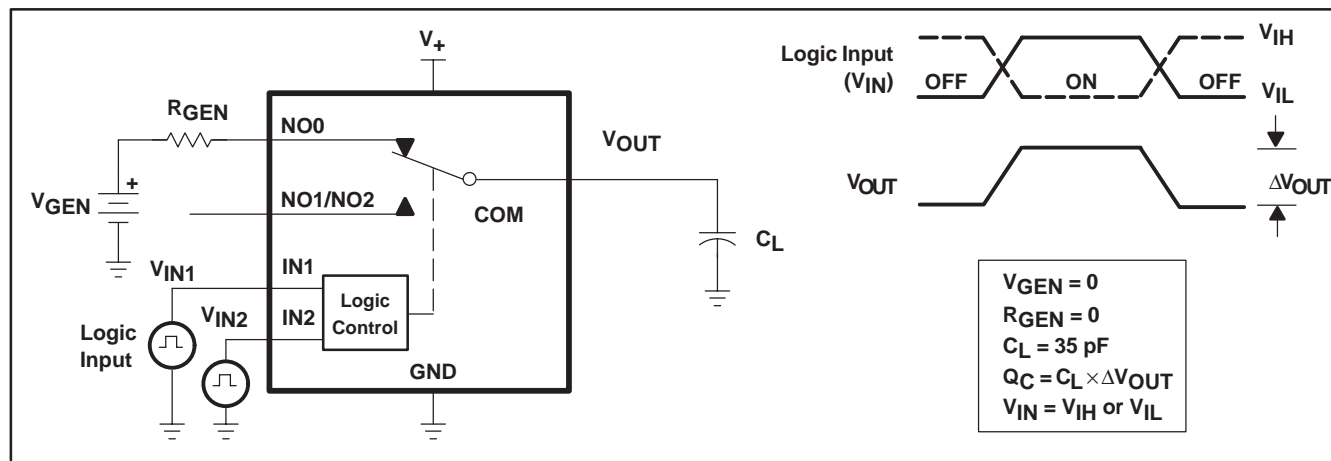 V+
RGEN
NO0
VOUT
+
VGEN
NO1/NO2
COM
CL
VIN1
IN1
Logic
Control
VIN2
IN2
Logic
Input
GND
Logic Input
(VIN)
OFF
ON
OFF
VIH
VIL
VOUT
ΔVOUT
VGEN = 0
RGEN = 0
CL = 35 pF
QC = CL × ΔVOUT
VIN = VIH or VIL